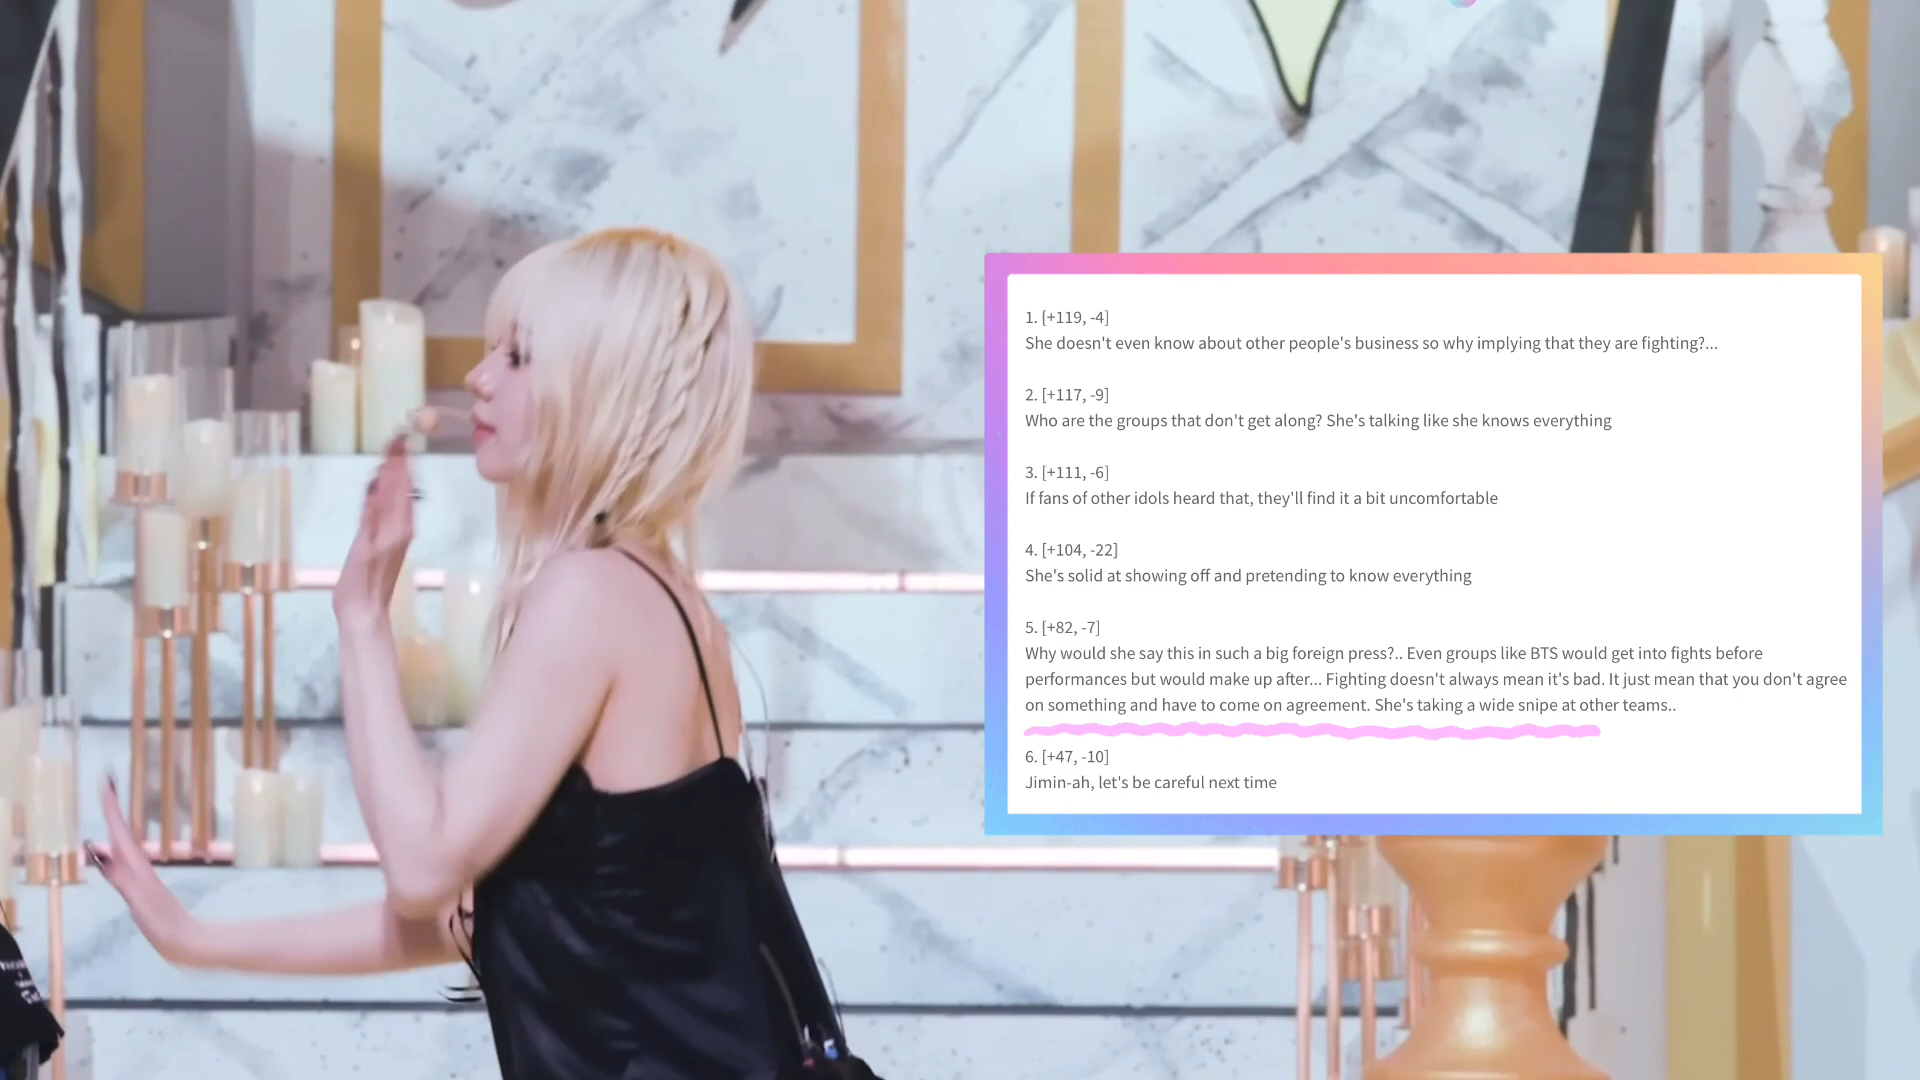 1. [+119, -4]
She doesn't even know about other people's business so why implying that they are fighting?...
2. [+117, -9]
Who are the groups that don't get along? She's talking like she knows everything
3. [+111, -6]
If fans of other idols heard that, they'll find it a bit uncomfortable
4. [+104, -22]
She's solid at showing off and pretending to know everything
5. [+82, -7]
Why would she say this in such a big foreign press?.. Even groups like BTS would get into fights before
performances but would make up after... Fighting doesn't always mean it's bad. It just mean that you don't agree
on something and have to come on agreement. She's taking a wide snipe at other teams..
6. [+47, -10]
Jimin-ah, let's be careful next time